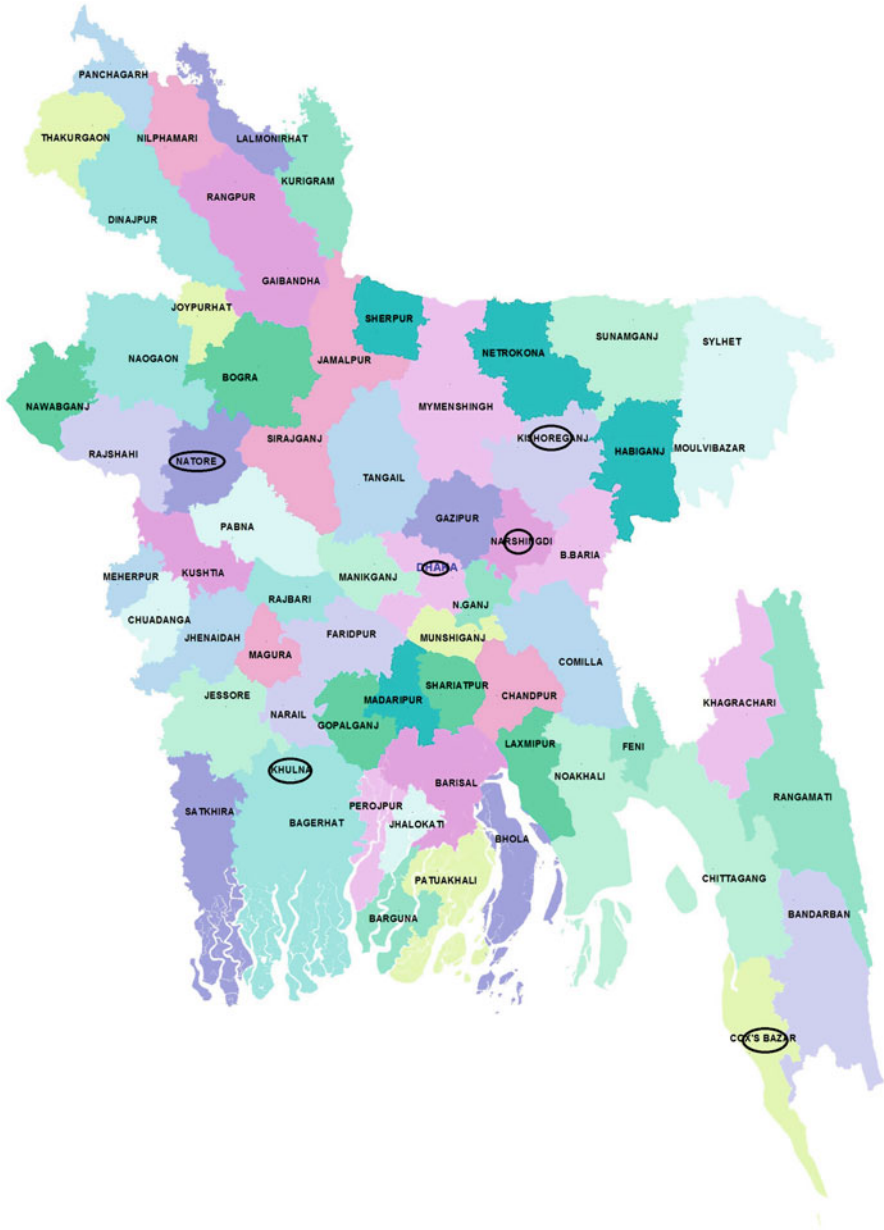 PANCHAGARH
THAKURGAON
NILPHAMARI
LALMONIRHAT
KURIGRAM
RANGPUR
DINAJPUR
GAIBANDHA
JOYPURHAT
SHERPUR
SUNAMGANJ
SYLHET
NAOGAON
JAMALPUR
NETROKONA
BOGRA
NAWABGANJ
MYMENSHINGH
SIRAJGANJ
KISHOREGANJ
RAJSHAHI
NATORE
HABIGANJ
MOULVIBAZAR
TANGAIL
PABNA
GAZIPUR
NARSHINGDI
B.BARIA
MEHERPUR
KUSHTIA
MANIKGANJ
DHAKA
RAJBARI
N.GANJ
CHUADANGA
JHENAIDAH
FARIDPUR
MUNSHIGANJ
MAGURA
COMILLA
JESSORE
SHARIATPUR
MADARIPUR
CHANDPUR
KHAGRACHARI
NARAIL
GOPALGANJ
LAXMIPUR
FENI
KHULNA
NOAKHALI
BARISAL
RANGAMATI
SATKHIRA
PEROJPUR
BAGERHAT
JHALOKATI
BHOLA
PATUAKHALI
CHITTAGANG
BARGUNA
BANDARBAN
COX'S BAZAR